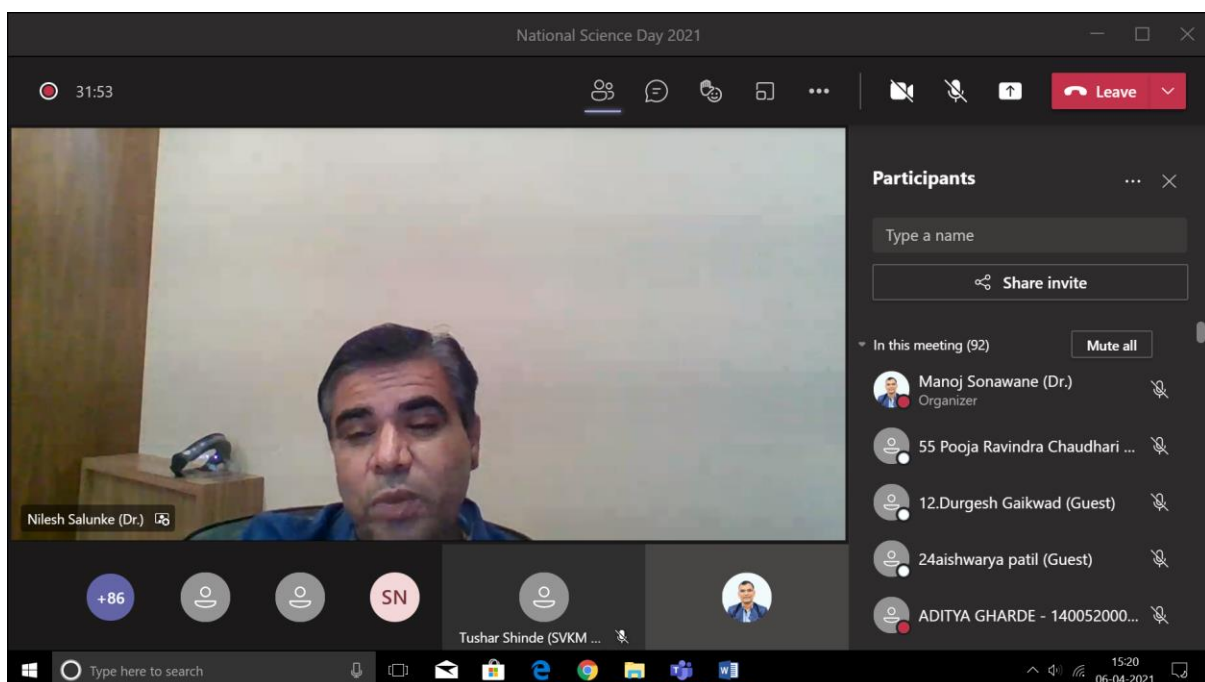 National Science Day 2021
31:53
Leave
Participants
Type a name
Share invite
In this meeting (92)
Mute all
Manoj Sonawane (Dr.)
Organizer
55 Pooja Ravindra Chaudhari ...
12.Durgesh Gaikwad (Guest)
24aishwarya patil (Guest)
ADITYA GHARDE - 140052000...
Nilesh Salunke (Dr.)
+86
SN
Tushar Shinde (SVKM ...
Type here to search
15:20
06-04-2021